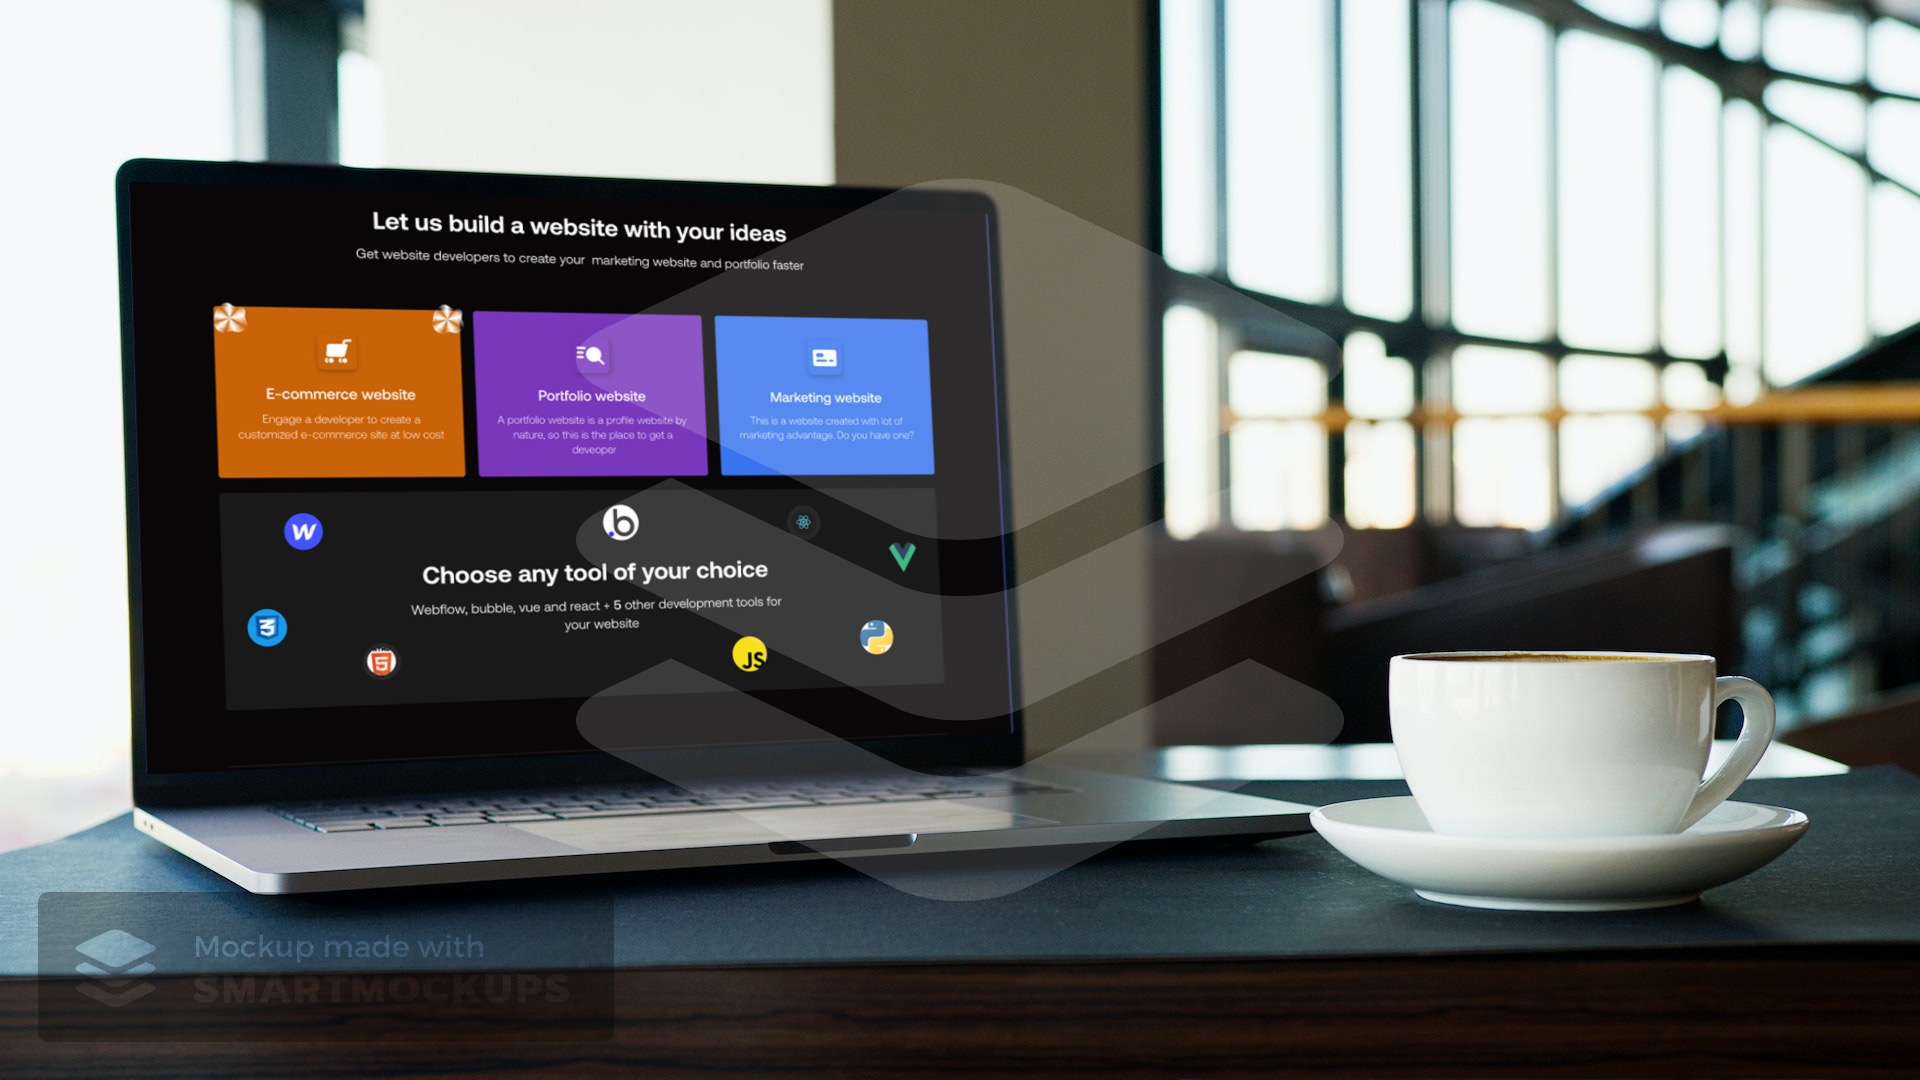 Let us build a website with your ideas
Get website developers to create your marketing website and portfolio faster
E-commerce website
Engage a developer to create a
customized e-commerce site at low cost
Portfolio website
A portfolio website is a profile website by
nature, so this is the place to get a
deveoper
Marketing website
This is a website created with lot of
marketing advantage. Do you have one?
W
b
Choose any tool of your choice
Webflow, bubble, vue and react + 5 other development tools for
your website
3
5
JS
Mockup made with
SMARTMOCKUPS